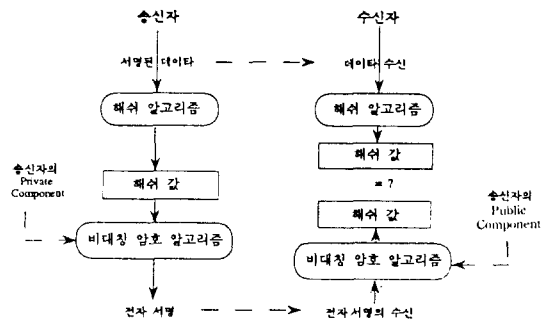 송신자
서명된 데이타
해쉬 알고리즘
송신자의
Private
Component
해쉬 값
비대칭 암호 알고리즘
전자 서명
수신자
데이타 수신
해쉬 알고리즘
해쉬 값
= ?
해쉬 값
송신자의
Public
Component
비대칭 암호 알고리즘
전자 서명의 수신